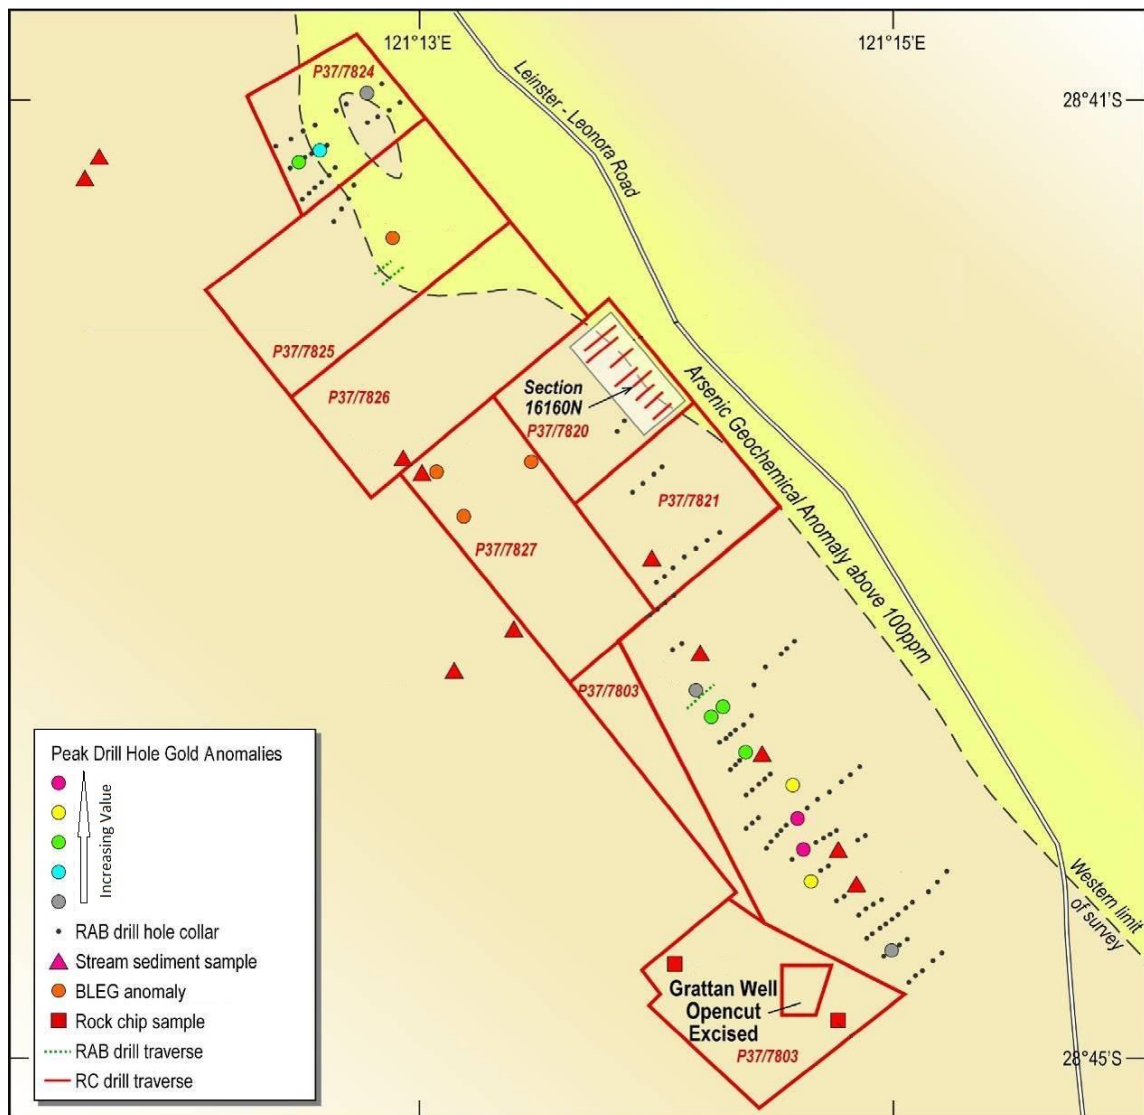 121°13'E
121°15'E
28°41'S
P37/7824
Leinster - Leonora Road
P37/7825
P37/7826
Section
16160N
P37/7820
Arsenic Geochemical Anomaly above 100ppm
P37/7821
P37/7827
P37/7803
Western limit
of survey
Grattan Well
Opencut
Excised
P37/7803
28°45'S
Peak Drill Hole Gold Anomalies
Increasing Value
RAB drill hole collar
Stream sediment sample
BLEG anomaly
Rock chip sample
RAB drill traverse
RC drill traverse